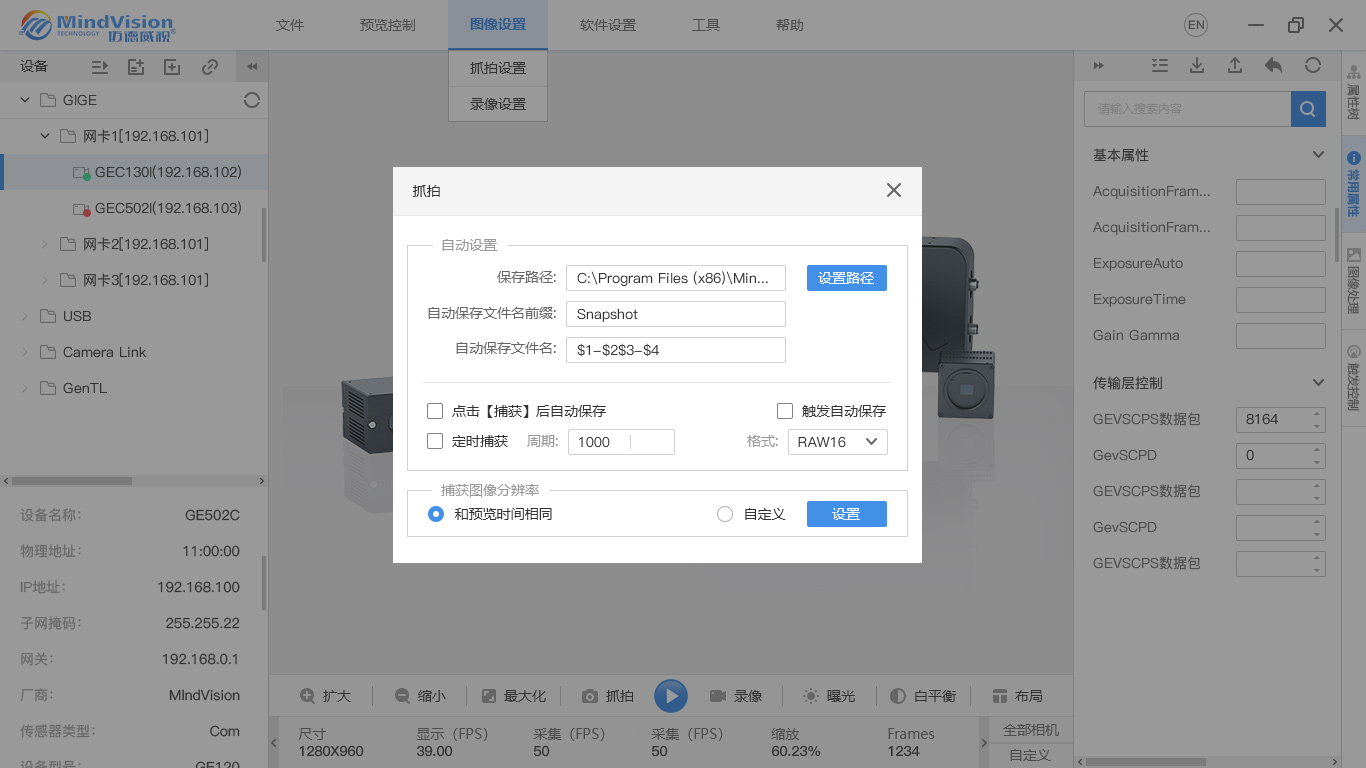 MindVision
TECHNOLOGY 迈德威视
文件
预览控制
图像设置
软件设置
工具
帮助
EN
抓拍设置
录像设置
设备
GIGE
网卡1[192.168.101]
GEC130I(192.168.102)
GEC502I(192.168.103)
网卡2[192.168.101]
网卡3[192.168.101]
USB
Camera Link
GenTL
设备名称: GE502C
物理地址: 11:00:00
IP地址: 192.168.100
子网掩码: 255.255.22
网关: 192.168.0.1
厂商: MIndVision
传感器类型: Com
设备型号: GE120
抓拍
自动设置
保存路径: C:\Program Files (x86)\Min... 设置路径
自动保存文件名前缀: Snapshot
自动保存文件名: $1-$2$3-$4
点击【捕获】后自动保存 触发自动保存
定时捕获 周期: 1000 格式: RAW16
捕获图像分辨率
和预览时间相同 自定义 设置
扩大
缩小
最大化
抓拍
录像
曝光
白平衡
布局
尺寸 显示（FPS） 采集（FPS） 采集（FPS） 缩放 Frames
1280X960 39.00 50 50 60.23% 1234
全部相机
自定义
请输入搜索内容
基本属性
AcquisitionFram...
AcquisitionFram...
ExposureAuto
ExposureTime
Gain Gamma
传输层控制
GEVSCPS数据包 8164
GevSCPD 0
GEVSCPS数据包
GevSCPD
GEVSCPS数据包
属性树
常用属性
图像处理
触发控制